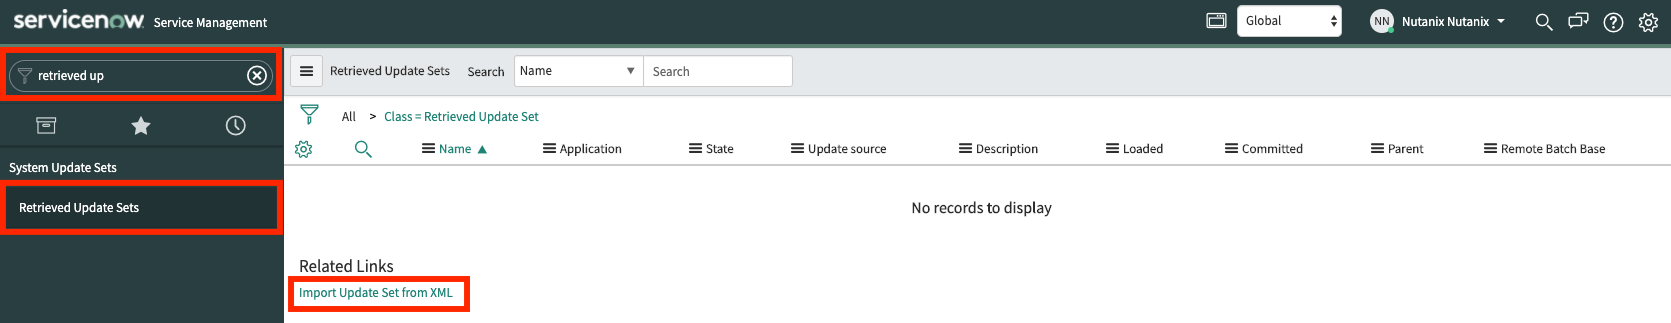 servicenow Service Management
Global
NN Nutanix Nutanix
retrieved up
System Update Sets
Retrieved Update Sets
Retrieved Update Sets Search Name Search
All > Class = Retrieved Update Set
Name Application State Update source Description Loaded Committed Parent Remote Batch Base
No records to display
Related Links
Import Update Set from XML